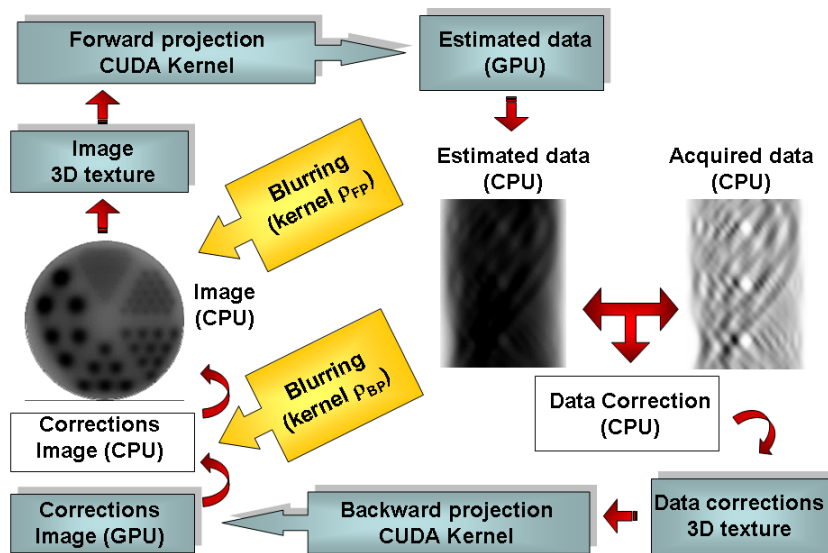 Forward projection
CUDA Kernel
Estimated data
(GPU)
Image
3D texture
Blurring
(kernel ρFP)
Estimated data
(CPU)
Acquired data
(CPU)
Image
(CPU)
Blurring
(kernel ρBP)
Data Correction
(CPU)
Corrections
Image (CPU)
Corrections
Image (GPU)
Backward projection
CUDA Kernel
Data corrections
3D texture